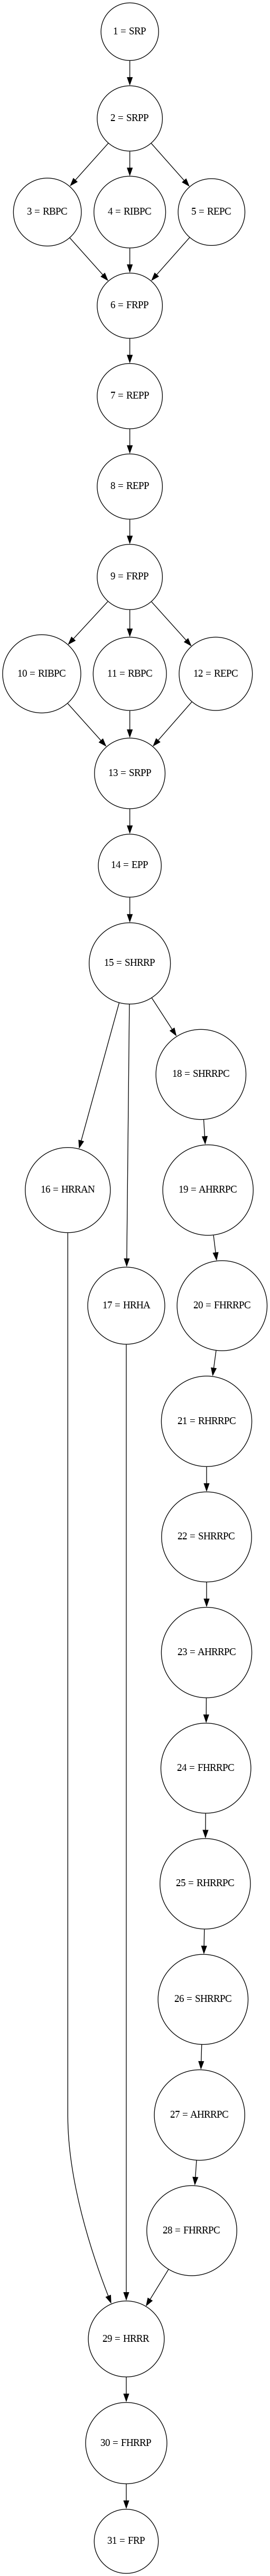 1 = SRP
2 = SRPP
3 = RBPC
4 = RIBPC
5 = REPC
6 = FRPP
7 = REPP
8 = REPP
9 = FRPP
10 = RIBPC
11 = RBPC
12 = REPC
13 = SRPP
14 = EPP
15 = SHRRP
18 = SHRRPC
16 = HRRAN
19 = AHRRPC
17 = HRHA
20 = FHRRPC
21 = RHRRPC
22 = SHRRPC
23 = AHRRPC
24 = FHRRPC
25 = RHRRPC
26 = SHRRPC
27 = AHRRPC
28 = FHRRPC
29 = HRRR
30 = FHRRP
31 = FRP